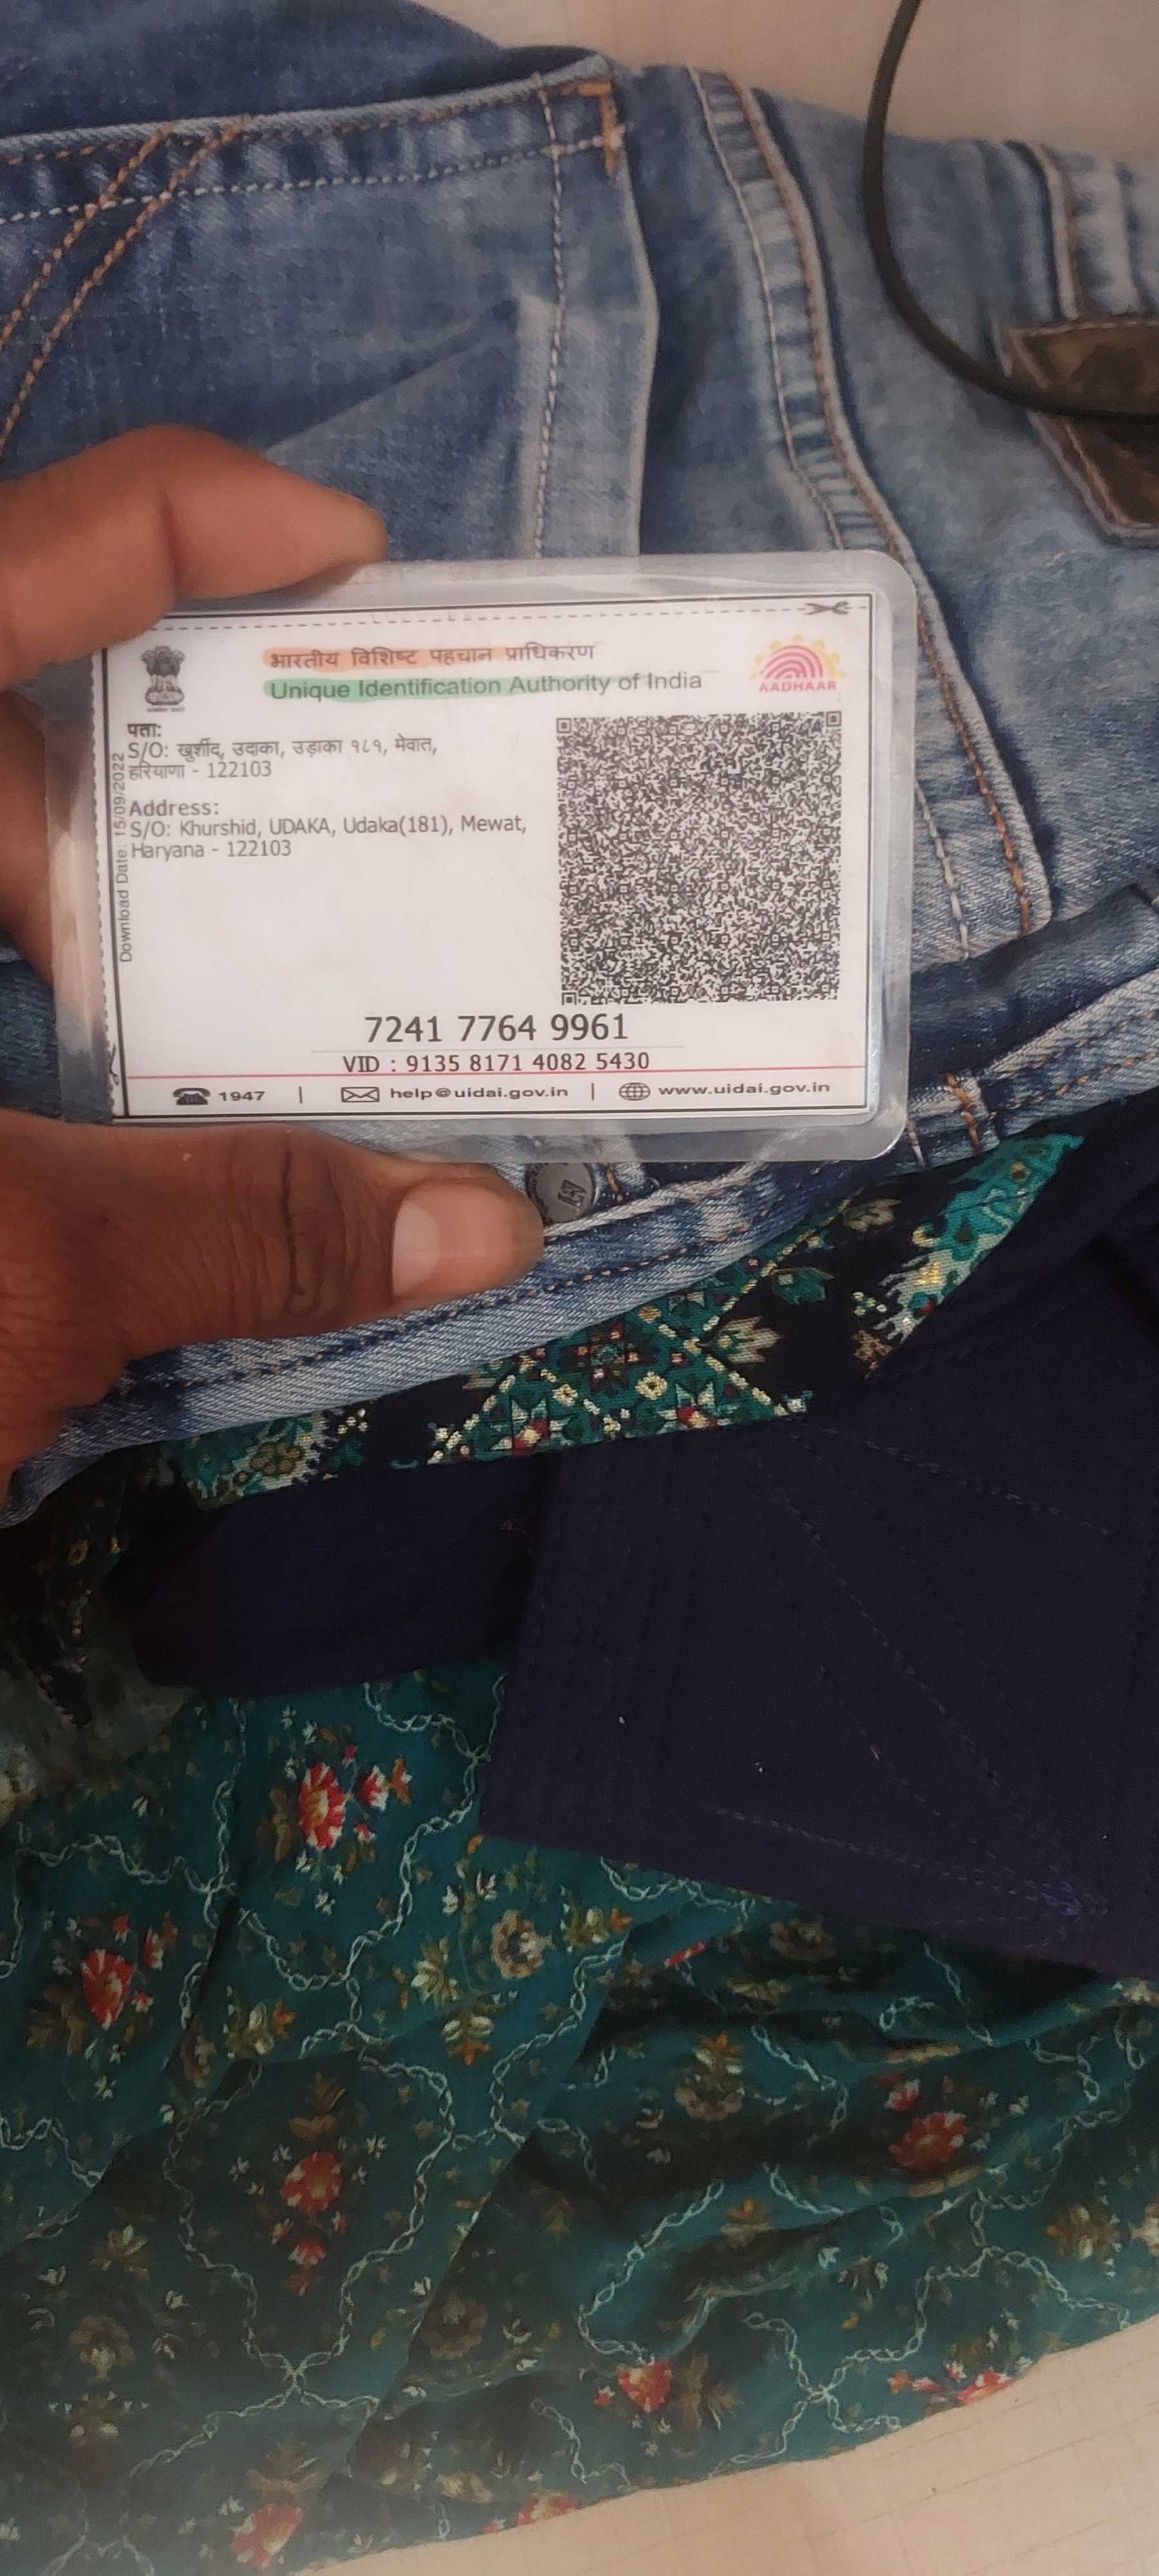 भारतीय विशिष्ट पहचान प्राधिकरण
Unique Identification Authority of India
AADHAAR
पता:
S/O: खुर्शीद, उदाका, उड़ाका १८१, मेवात,
हरियाणा - 122103
Address:
S/O: Khurshid, UDAKA, Udaka(181), Mewat,
Haryana - 122103
Download Date: 15/09/2022
7241 7764 9961
VID : 9135 8171 4082 5430
1947 | help@uidai.gov.in | www.uidai.gov.in